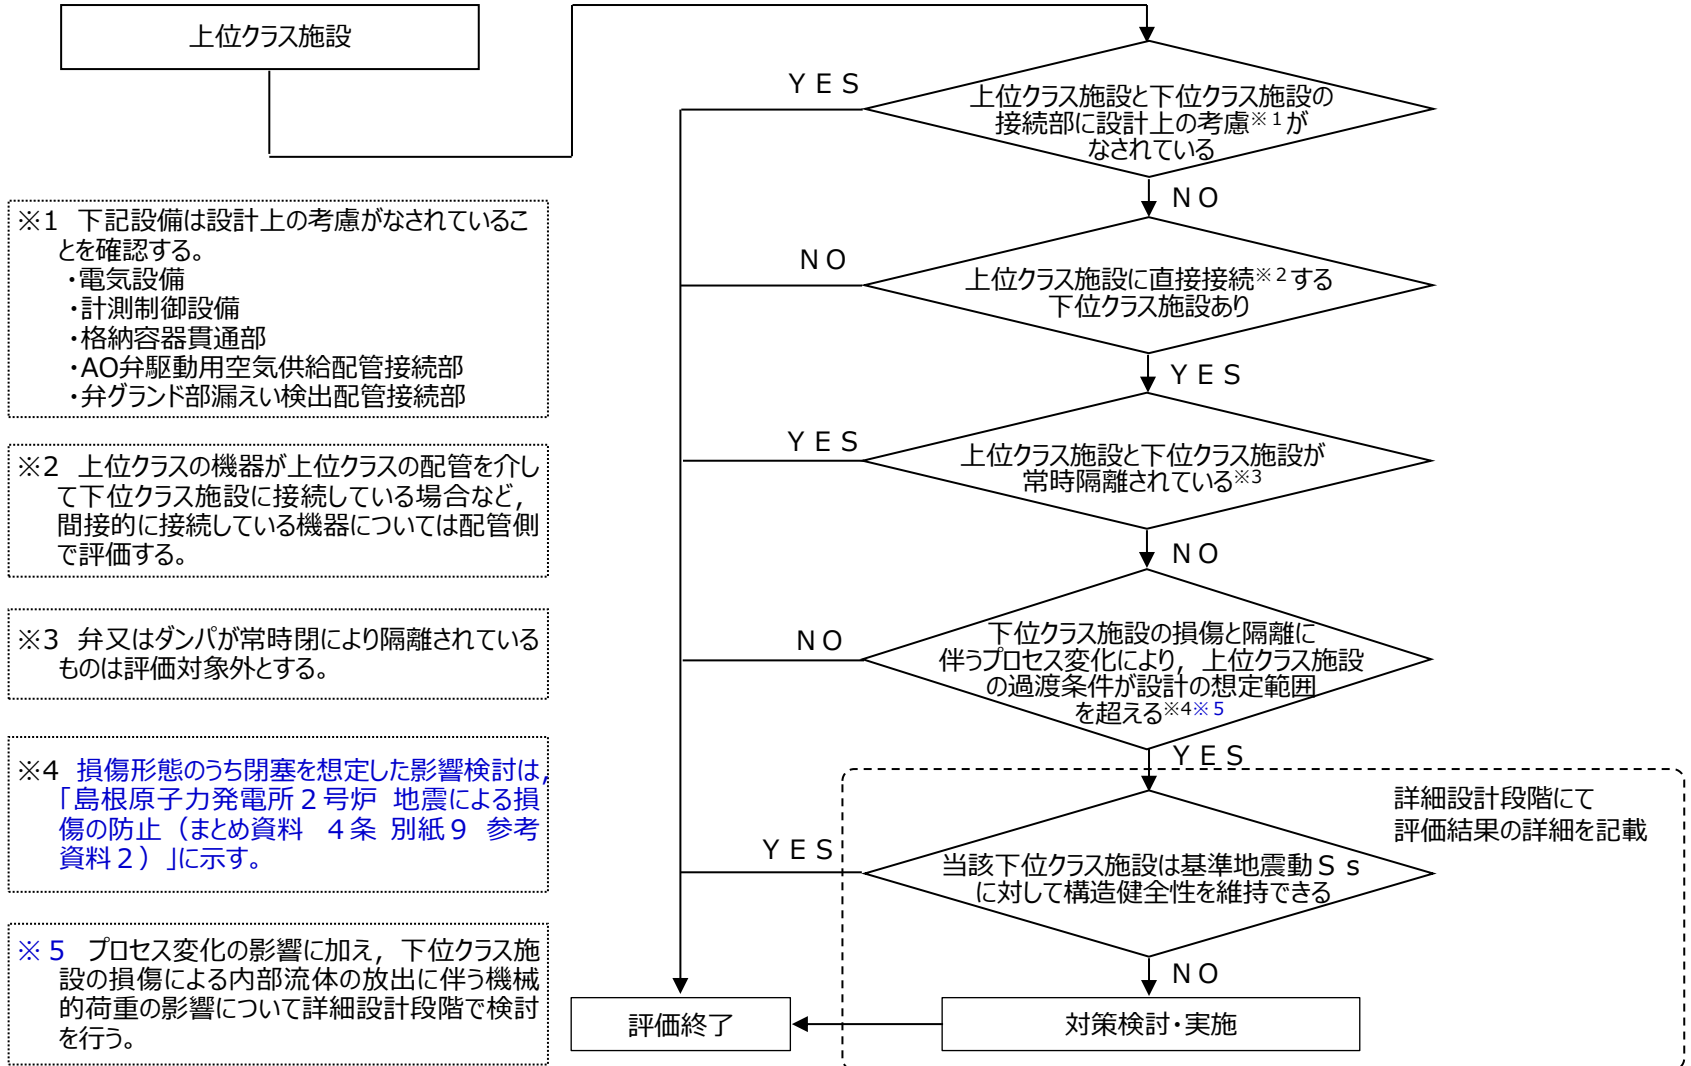 上位クラス施設
ＹＥＳ
上位クラス施設と下位クラス施設の
接続部に設計上の考慮※１が
なされている
ＮＯ
※1 下記設備は設計上の考慮がなされているこ
とを確認する。
・電気設備
・計測制御設備
・格納容器貫通部
・AO弁駆動用空気供給配管接続部
・弁グランド部漏えい検出配管接続部
ＮＯ
上位クラス施設に直接接続※２する
下位クラス施設あり
ＹＥＳ
※2 上位クラスの機器が上位クラスの配管を介し
て下位クラス施設に接続している場合など，
間接的に接続している機器については配管側
で評価する。
ＹＥＳ
上位クラス施設と下位クラス施設が
常時隔離されている※3
ＮＯ
※3 弁又はダンパが常時閉により隔離されている
ものは評価対象外とする。
ＮＯ
下位クラス施設の損傷と隔離に
伴うプロセス変化により，上位クラス施設
の過渡条件が設計の想定範囲
を超える※4※５
ＹＥＳ
※4 損傷形態のうち閉塞を想定した影響検討は，
「島根原子力発電所２号炉 地震による損
傷の防止（まとめ資料 ４条 別紙９ 参考
資料２）」に示す。
詳細設計段階にて
評価結果の詳細を記載
ＹＥＳ
当該下位クラス施設は基準地震動Ｓｓ
に対して構造健全性を維持できる
ＮＯ
※５ プロセス変化の影響に加え，下位クラス施
設の損傷による内部流体の放出に伴う機械
的荷重の影響について詳細設計段階で検討
を行う。
評価終了
対策検討・実施